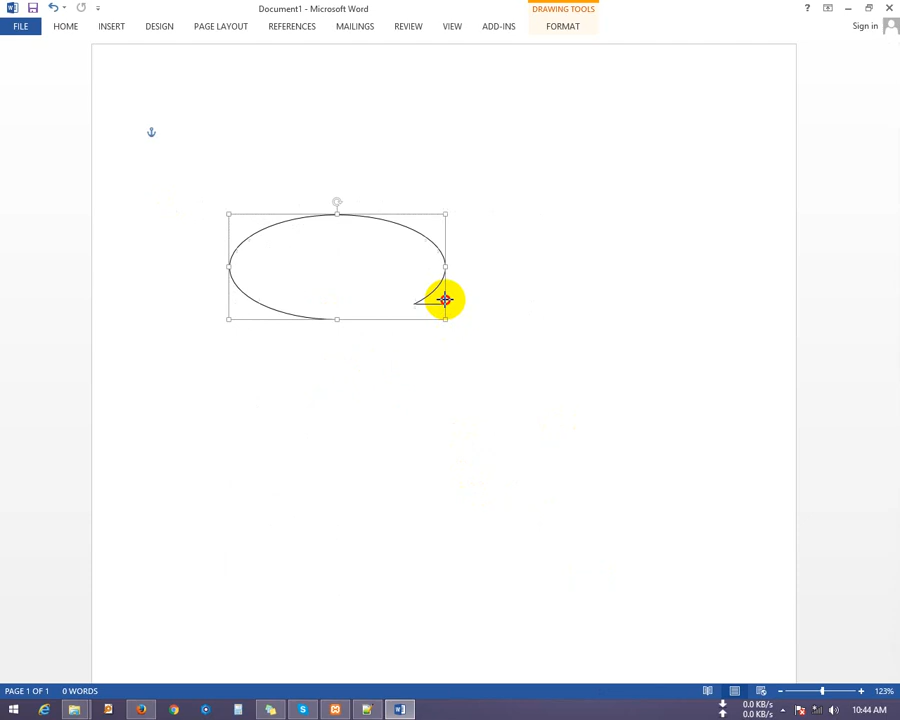 Document1 - Microsoft Word
DRAWING TOOLS
?
FILE
HOME
INSERT
DESIGN
PAGE LAYOUT
REFERENCES
MAILINGS
REVIEW
VIEW
ADD-INS
FORMAT
Sign in
PAGE 1 OF 1
0 WORDS
123%
0.0 KB/s
0.0 KB/s
10:44 AM